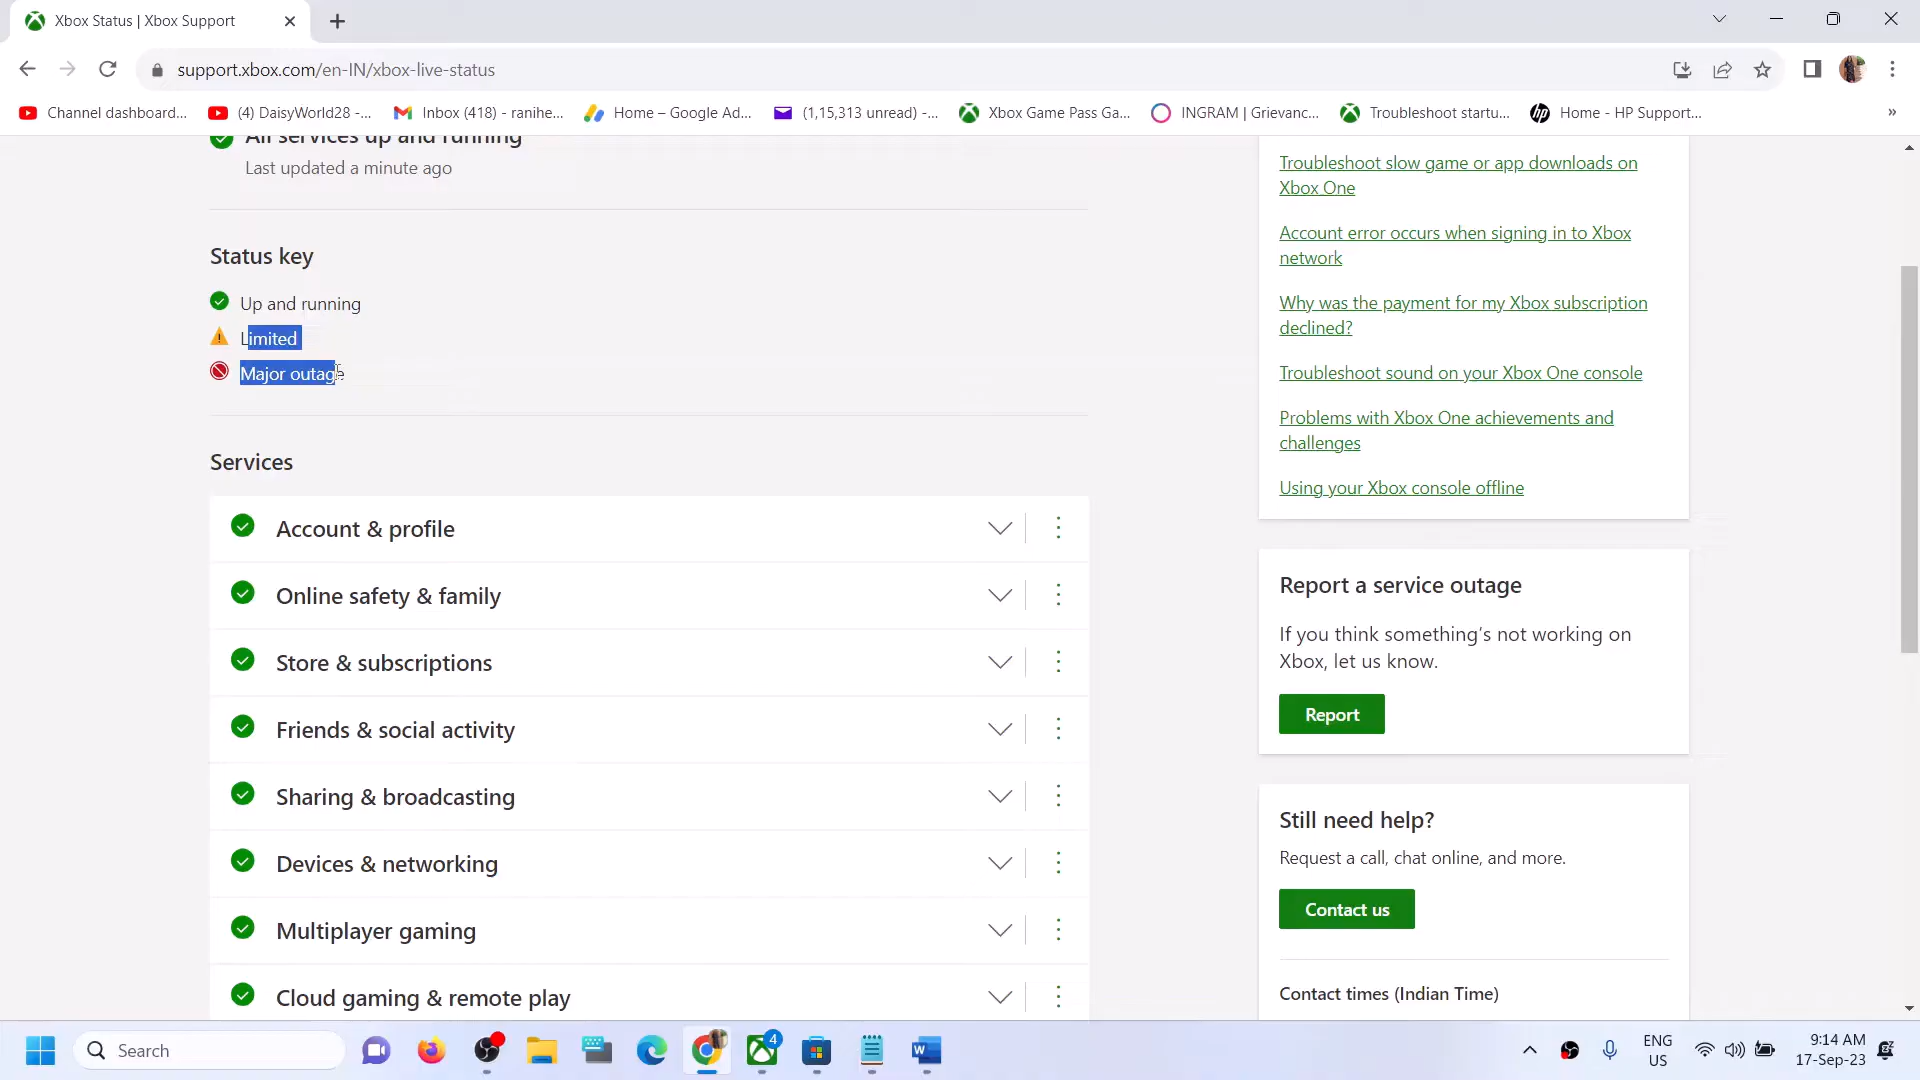 Xbox Status | Xbox Support
support.xbox.com/en-IN/xbox-live-status
Channel dashboard...
(4) DaisyWorld28 -...
Inbox (418) - ranihe...
Home – Google Ad...
(1,15,313 unread) -...
Xbox Game Pass Ga...
INGRAM | Grievanc...
Troubleshoot startu...
Home - HP Support...
»
All services up and running
Last updated a minute ago
Status key
Up and running
Limited
Major outage
Services
Account & profile
Online safety & family
Store & subscriptions
Friends & social activity
Sharing & broadcasting
Devices & networking
Multiplayer gaming
Cloud gaming & remote play
Troubleshoot slow game or app downloads on
Xbox One
Account error occurs when signing in to Xbox
network
Why was the payment for my Xbox subscription
declined?
Troubleshoot sound on your Xbox One console
Problems with Xbox One achievements and
challenges
Using your Xbox console offline
Report a service outage
If you think something's not working on
Xbox, let us know.
Report
Still need help?
Request a call, chat online, and more.
Contact us
Contact times (Indian Time)
Search
4
ENG
US
9:14 AM
17-Sep-23